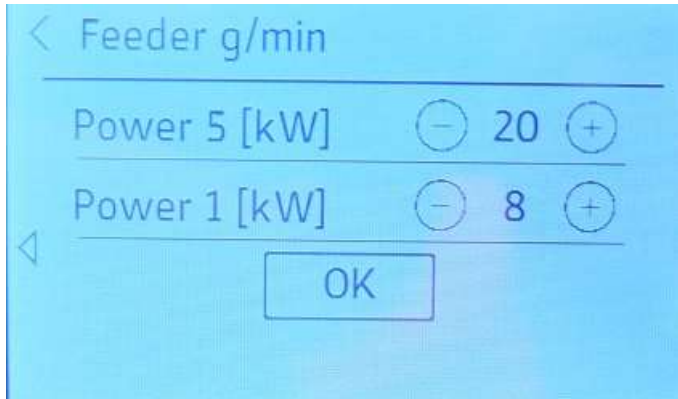 Feeder g/min
Power 5 [kW] - 20 +
Power 1 [kW] - 8 +
OK